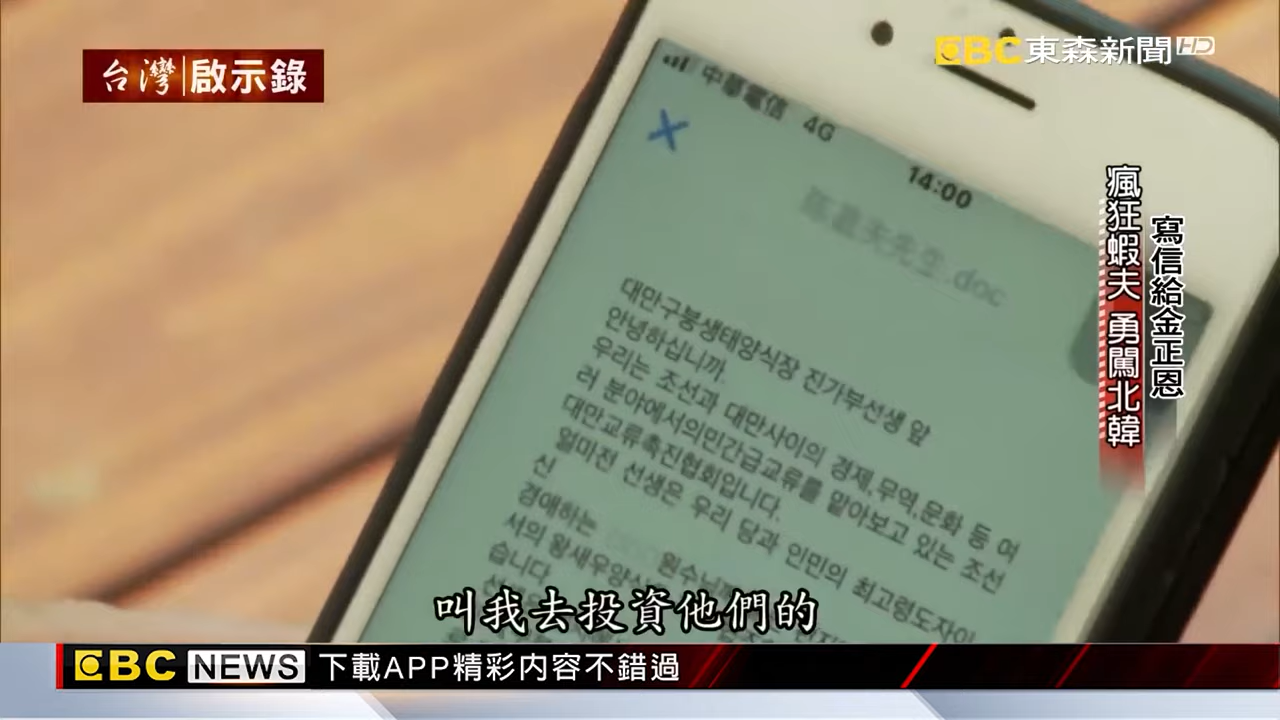 台灣|啟示錄
EBC東森新聞HD
寫信給金正恩
瘋狂蝦夫 勇闖北韓
中華電信 4G
14:00
.doc
대만구봉생태양식장 진가부선생 앞
안녕하십니까.
우리는 조선과 대만사이의 경제,무역,문화 등 여
러 분야에서의민간급교류를 맡아보고 있는 조선
대만교류촉진협회입니다.
얼마전 선생은 우리 당과 인민의 최고령도자이
신
경애하는 원수님
서의 왕새우양식
습니다.
叫我去投資他們的
EBC NEWS 下載APP精彩內容不錯過